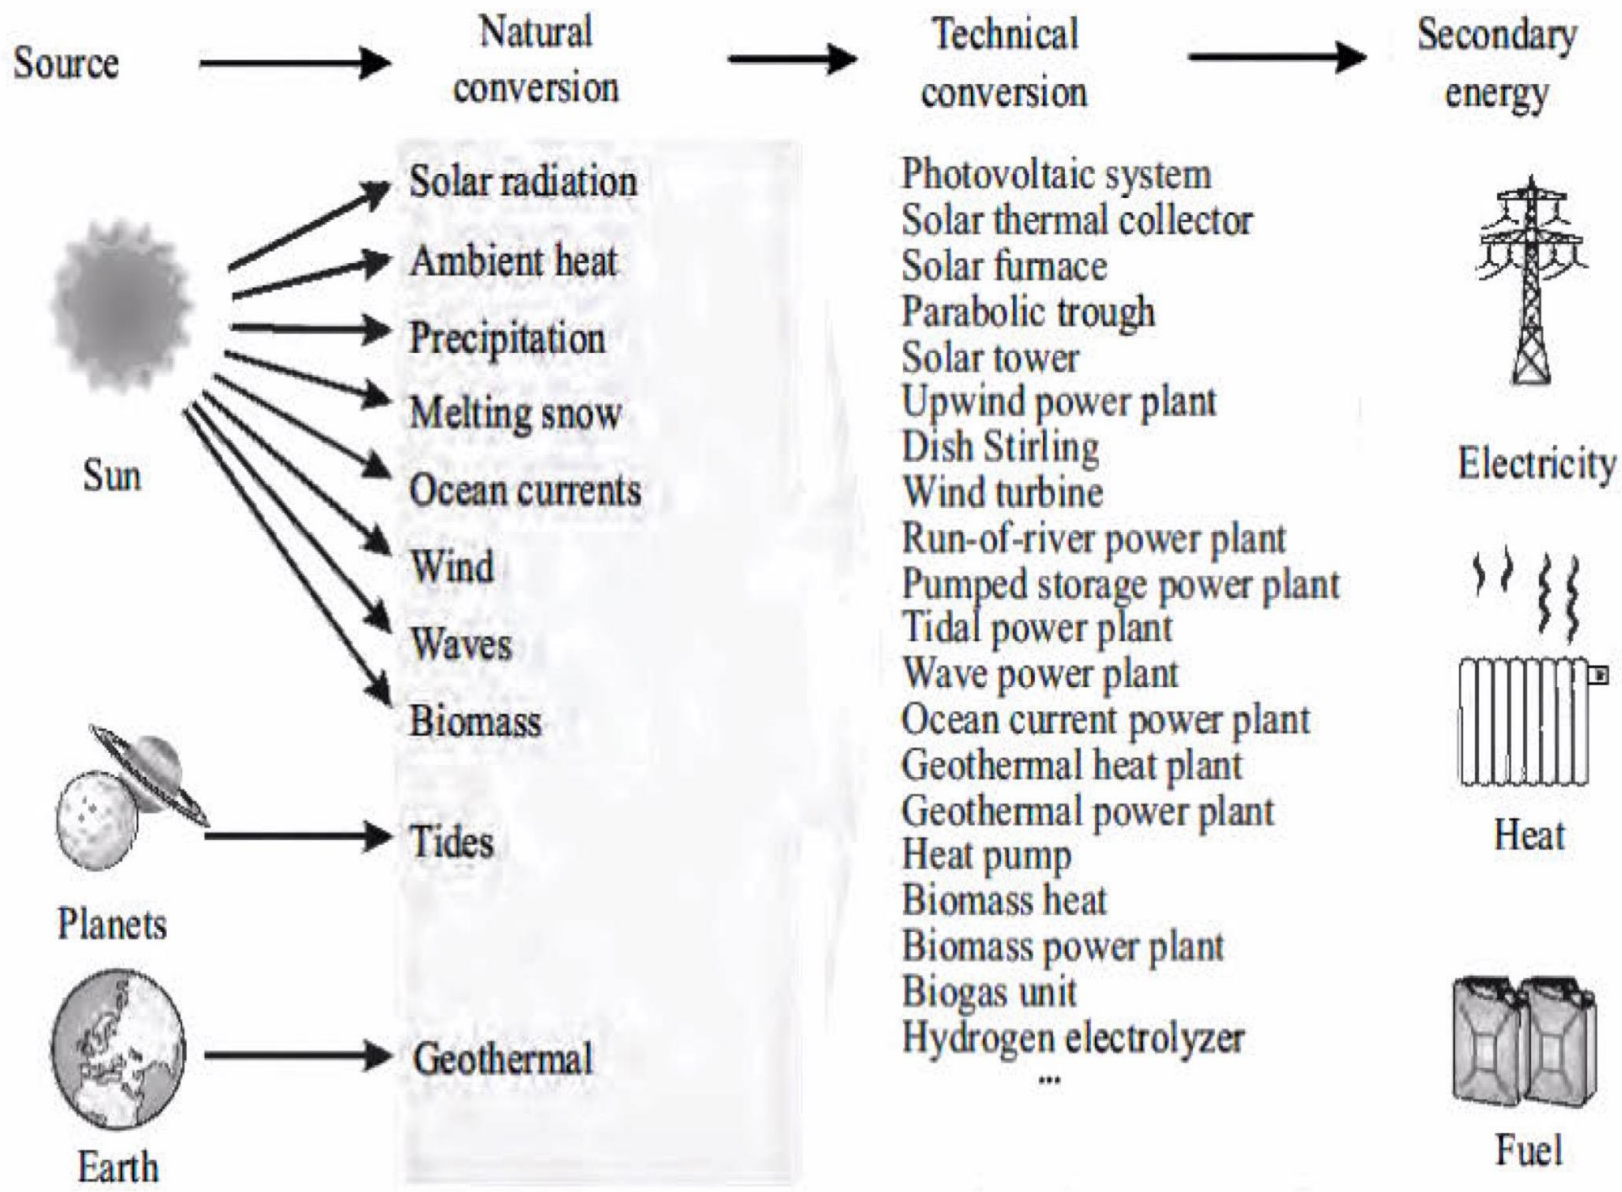 Source
Natural
conversion
Technical
conversion
Secondary
energy
Sun
Planets
Earth
Solar radiation
Ambient heat
Precipitation
Melting snow
Ocean currents
Wind
Waves
Biomass
Tides
Geothermal
Photovoltaic system
Solar thermal collector
Solar furnace
Parabolic trough
Solar tower
Upwind power plant
Dish Stirling
Wind turbine
Run-of-river power plant
Pumped storage power plant
Tidal power plant
Wave power plant
Ocean current power plant
Geothermal heat plant
Geothermal power plant
Heat pump
Biomass heat
Biomass power plant
Biogas unit
Hydrogen electrolyzer
...
Electricity
Heat
Fuel